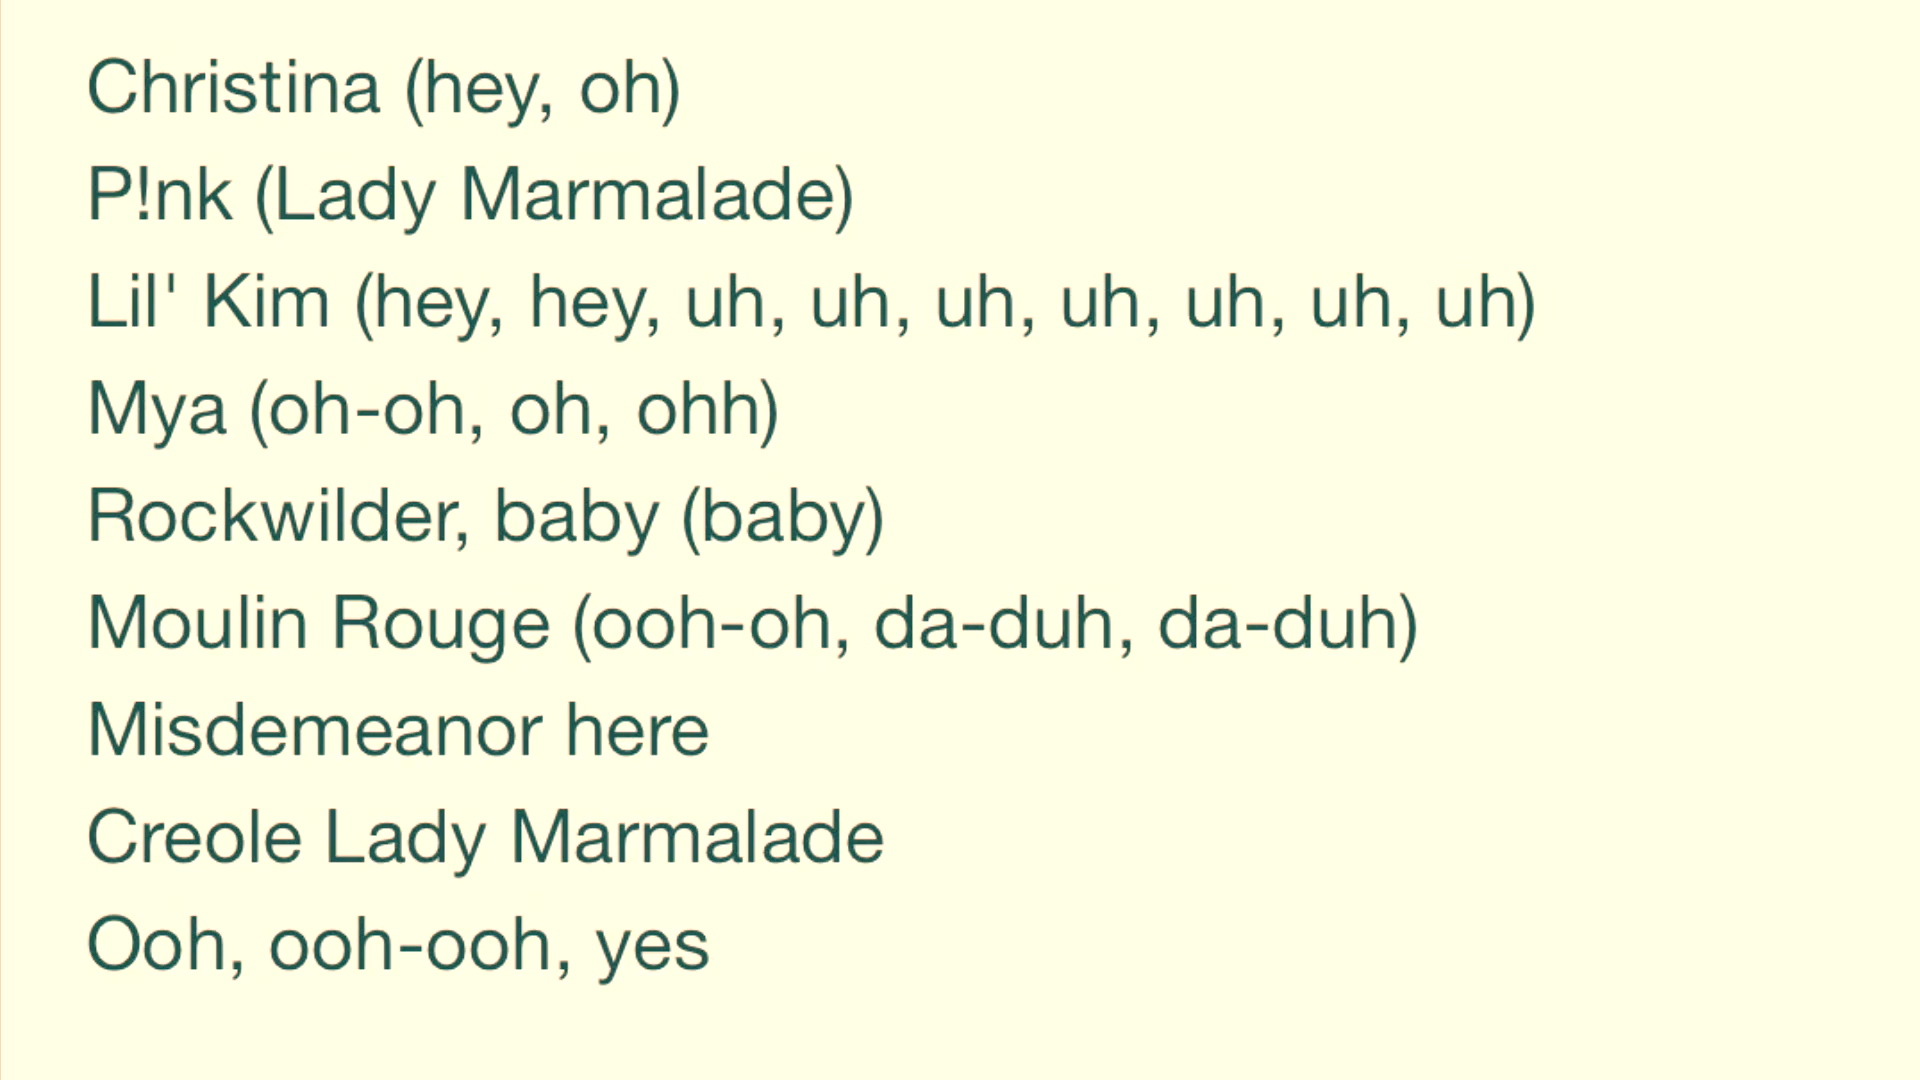 Christina (hey, oh)
P!nk (Lady Marmalade)
Lil' Kim (hey, hey, uh, uh, uh, uh, uh, uh, uh)
Mya (oh-oh, oh, ohh)
Rockwilder, baby (baby)
Moulin Rouge (ooh-oh, da-duh, da-duh)
Misdemeanor here
Creole Lady Marmalade
Ooh, ooh-ooh, yes